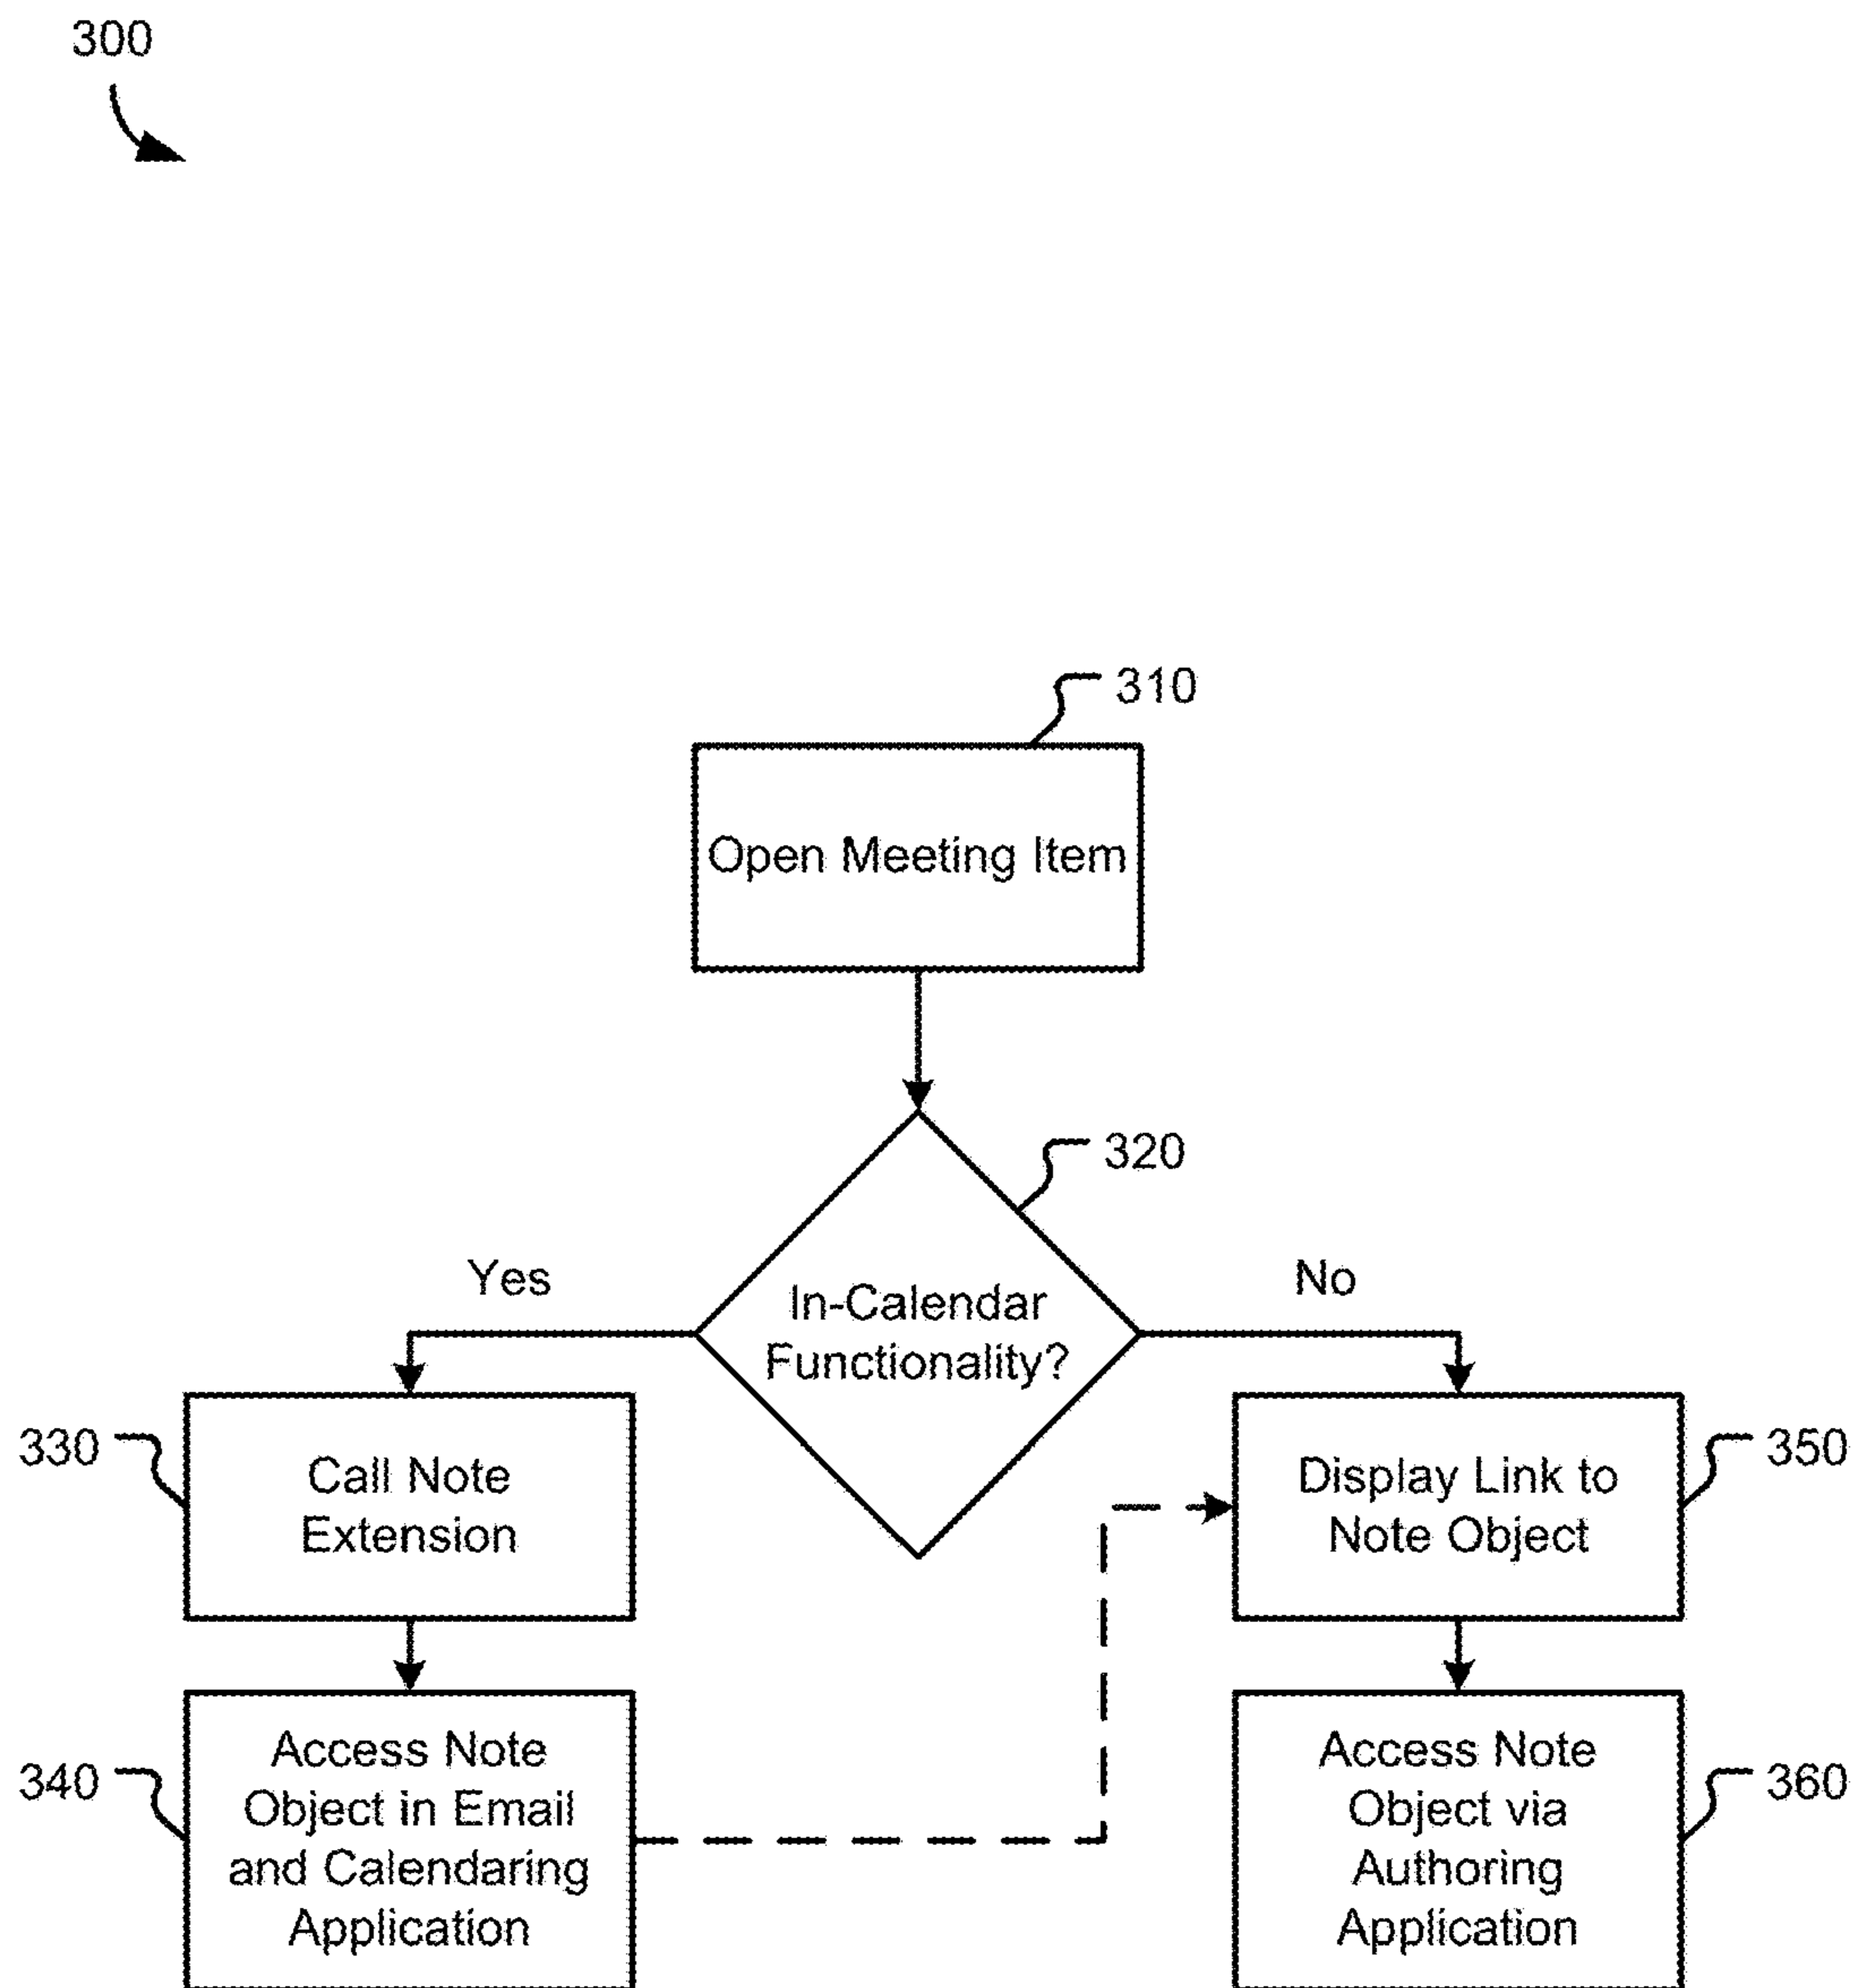 300
310
Open Meeting Item
320
Yes
No
In-Calendar
Functionality?
330
Call Note
Extension
350
Display Link to
Note Object
340
Access Note
Object in Email
and Calendaring
Application
360
Access Note
Object via
Authoring
Application